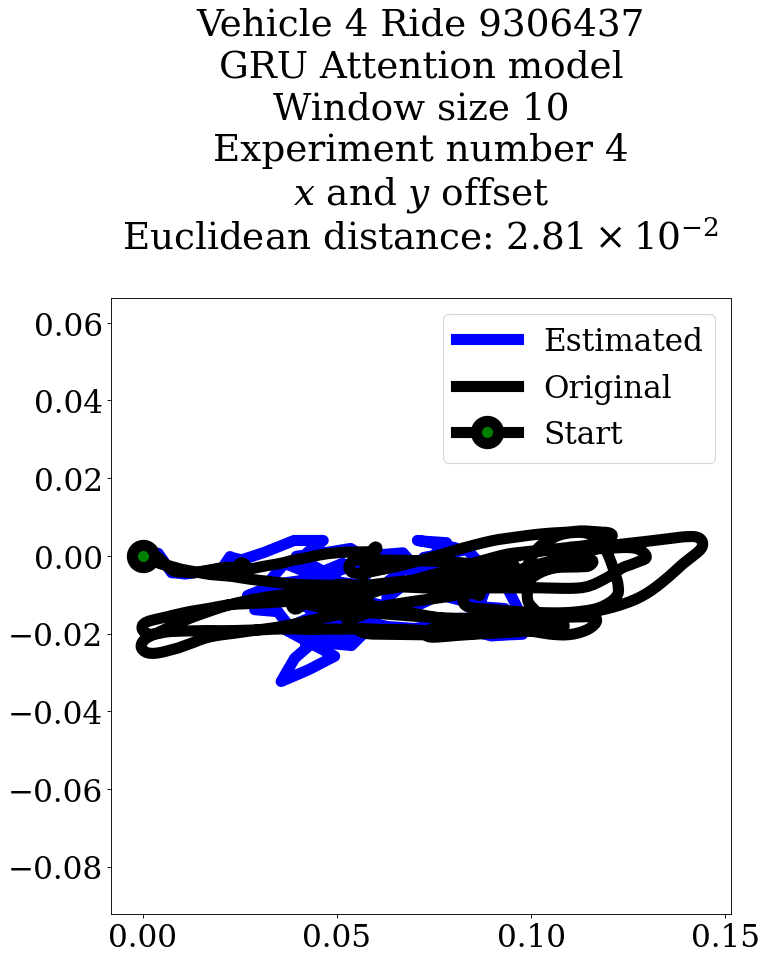 Vehicle 4 Ride 9306437
GRU Attention model
Window size 10
Experiment number 4
x and y offset
Euclidean distance: 2.81 × 10⁻²
Estimated
Original
Start
0.06
0.04
0.02
0.00
−0.02
−0.04
−0.06
−0.08
0.00 0.05 0.10 0.15